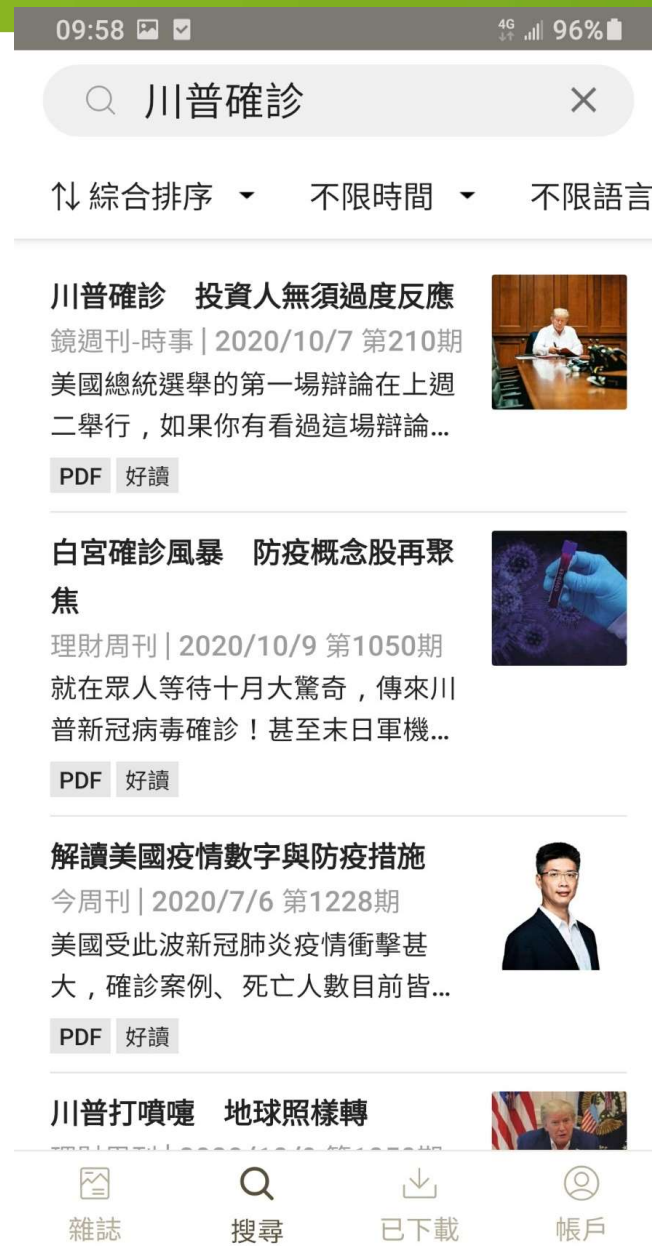 09:58 4G 96%
川普確診
綜合排序 不限時間 不限語言
川普確診 投資人無須過度反應
鏡週刊-時事 | 2020/10/7 第210期
美國總統選舉的第一場辯論在上週
二舉行，如果你有看過這場辯論...
PDF 好讀
白宮確診風暴 防疫概念股再聚
焦
理財周刊 | 2020/10/9 第1050期
就在眾人等待十月大驚奇，傳來川
普新冠病毒確診！甚至末日軍機...
PDF 好讀
解讀美國疫情數字與防疫措施
今周刊 | 2020/7/6 第1228期
美國受此波新冠肺炎疫情衝擊甚
大，確診案例、死亡人數目前皆...
PDF 好讀
川普打噴嚏 地球照樣轉
雜誌 搜尋 已下載 帳戶